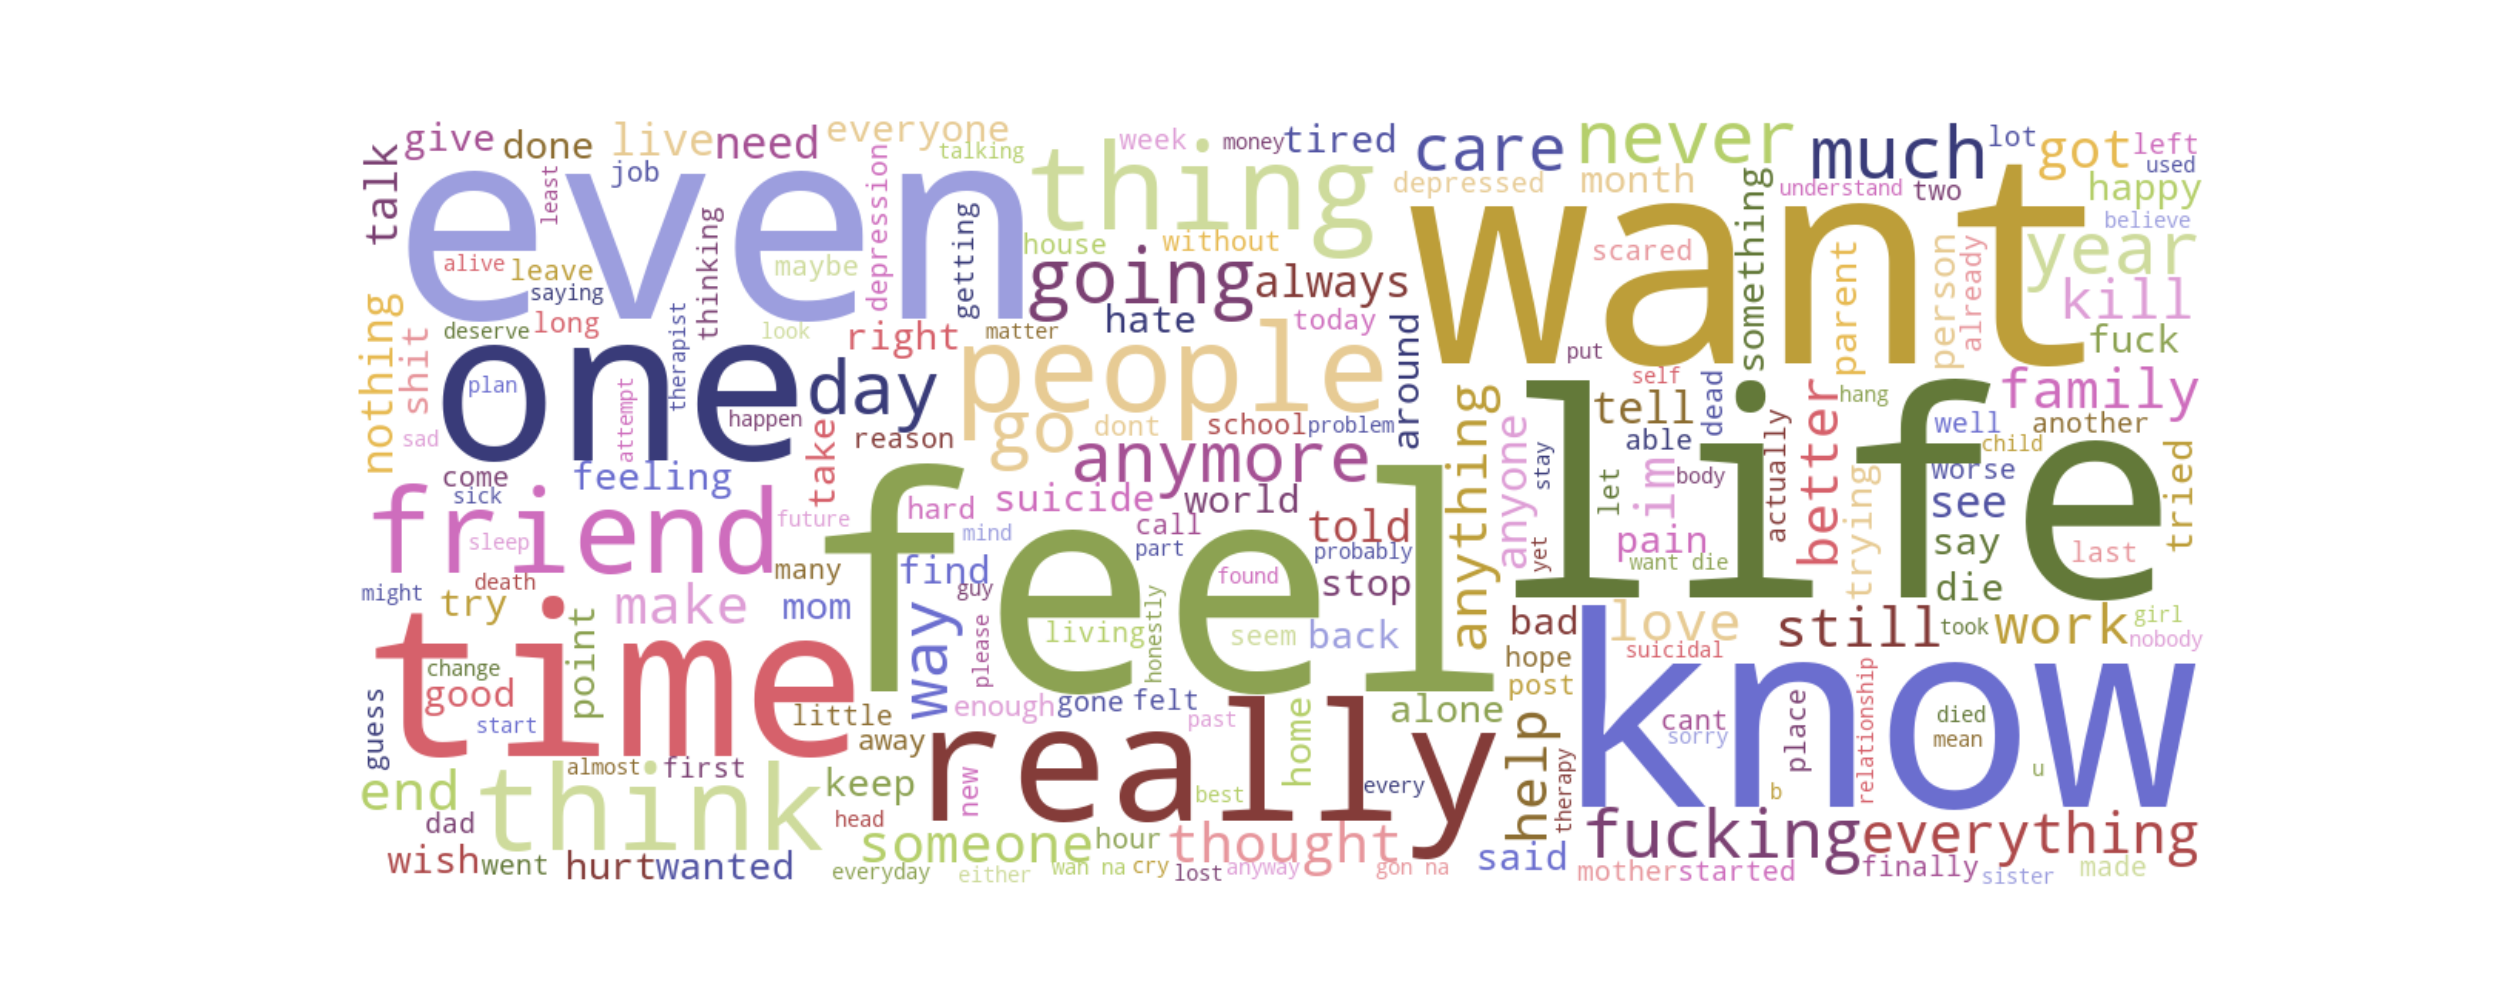 give done live need everyone
talking
week money tired care never much lot got left
used
talk job least depression thing depressed month understand two happy
even want something believe
thinking getting house without scared parent person already year
alive leave maybe going always kill
saying
nothing deserve long therapist look right matter hate today around put fuck
shit one day people self family
plan attempt happen go dont school problem anything tell dead better hang
sad reason anymore life able actually well another
child
come feeling take anyone stay let im body trying worse tried
sick
friend future feel hard suicide world see
sleep mind call told pain say last
part probably yet want die
death many find found stop die
might try make mom guy
time point way please living honestly seem back bad love still took work girl
nobody
change hope suicidal know
good enough gone felt alone post relationship
guess start little past home help cant place died
away really sorry mean
almost first therapy u
end think keep new best every b
dad head
someone hour thought fucking everything
wish went hurt wanted everyday either wan na cry lost anyway gon na said mother started finally sister made